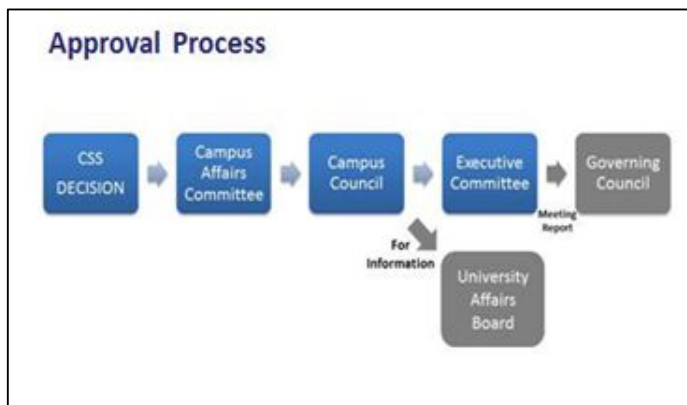 Approval Process
CSS
DECISION
Campus
Affairs
Committee
Campus
Council
Executive
Committee
Meeting
Report
Governing
Council
For
Information
University
Affairs
Board